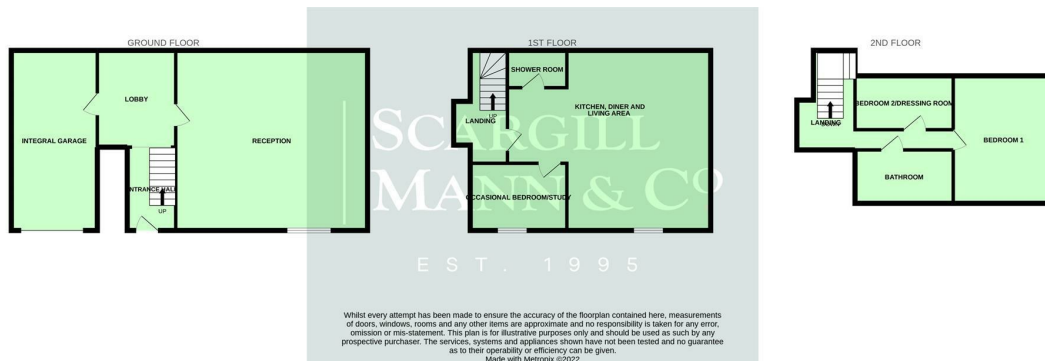 GROUND FLOOR
INTEGRAL GARAGE
LOBBY
RECEPTION
ENTRANCE HALL
UP
1ST FLOOR
SHOWER ROOM
UP
LANDING
KITCHEN, DINER AND
LIVING AREA
OCCASIONAL BEDROOM/STUDY
2ND FLOOR
BEDROOM 2/DRESSING ROOM
LANDING
DOWN
BEDROOM 1
BATHROOM
SCARGILL
MANN & CO
EST. 1995
Whilst every attempt has been made to ensure the accuracy of the floorplan contained here, measurements
of doors, windows, rooms and any other items are approximate and no responsibility is taken for any error,
omission or mis-statement. This plan is for illustrative purposes only and should be used as such by any
prospective purchaser. The services, systems and appliances shown have not been tested and no guarantee
as to their operability or efficiency can be given.
Made with Metropix ©2022